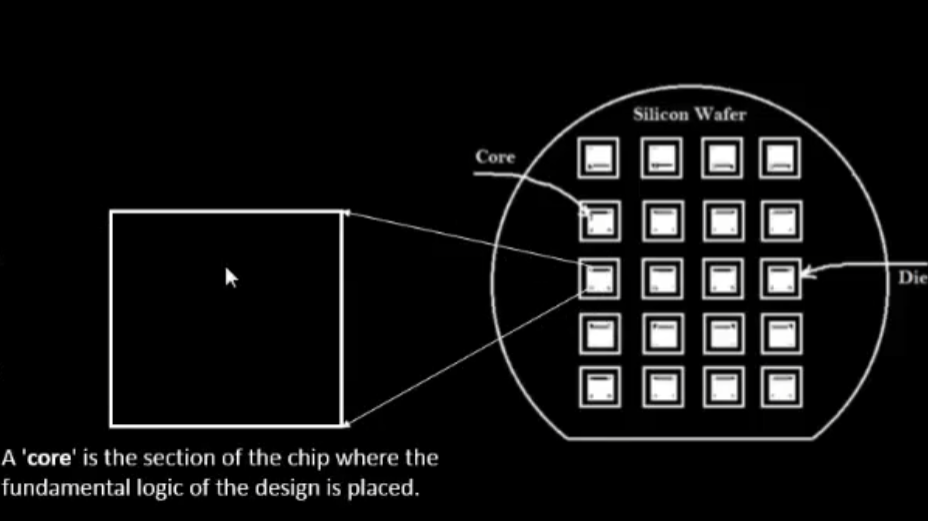 Silicon Wafer
Core
Die
A 'core' is the section of the chip where the
fundamental logic of the design is placed.